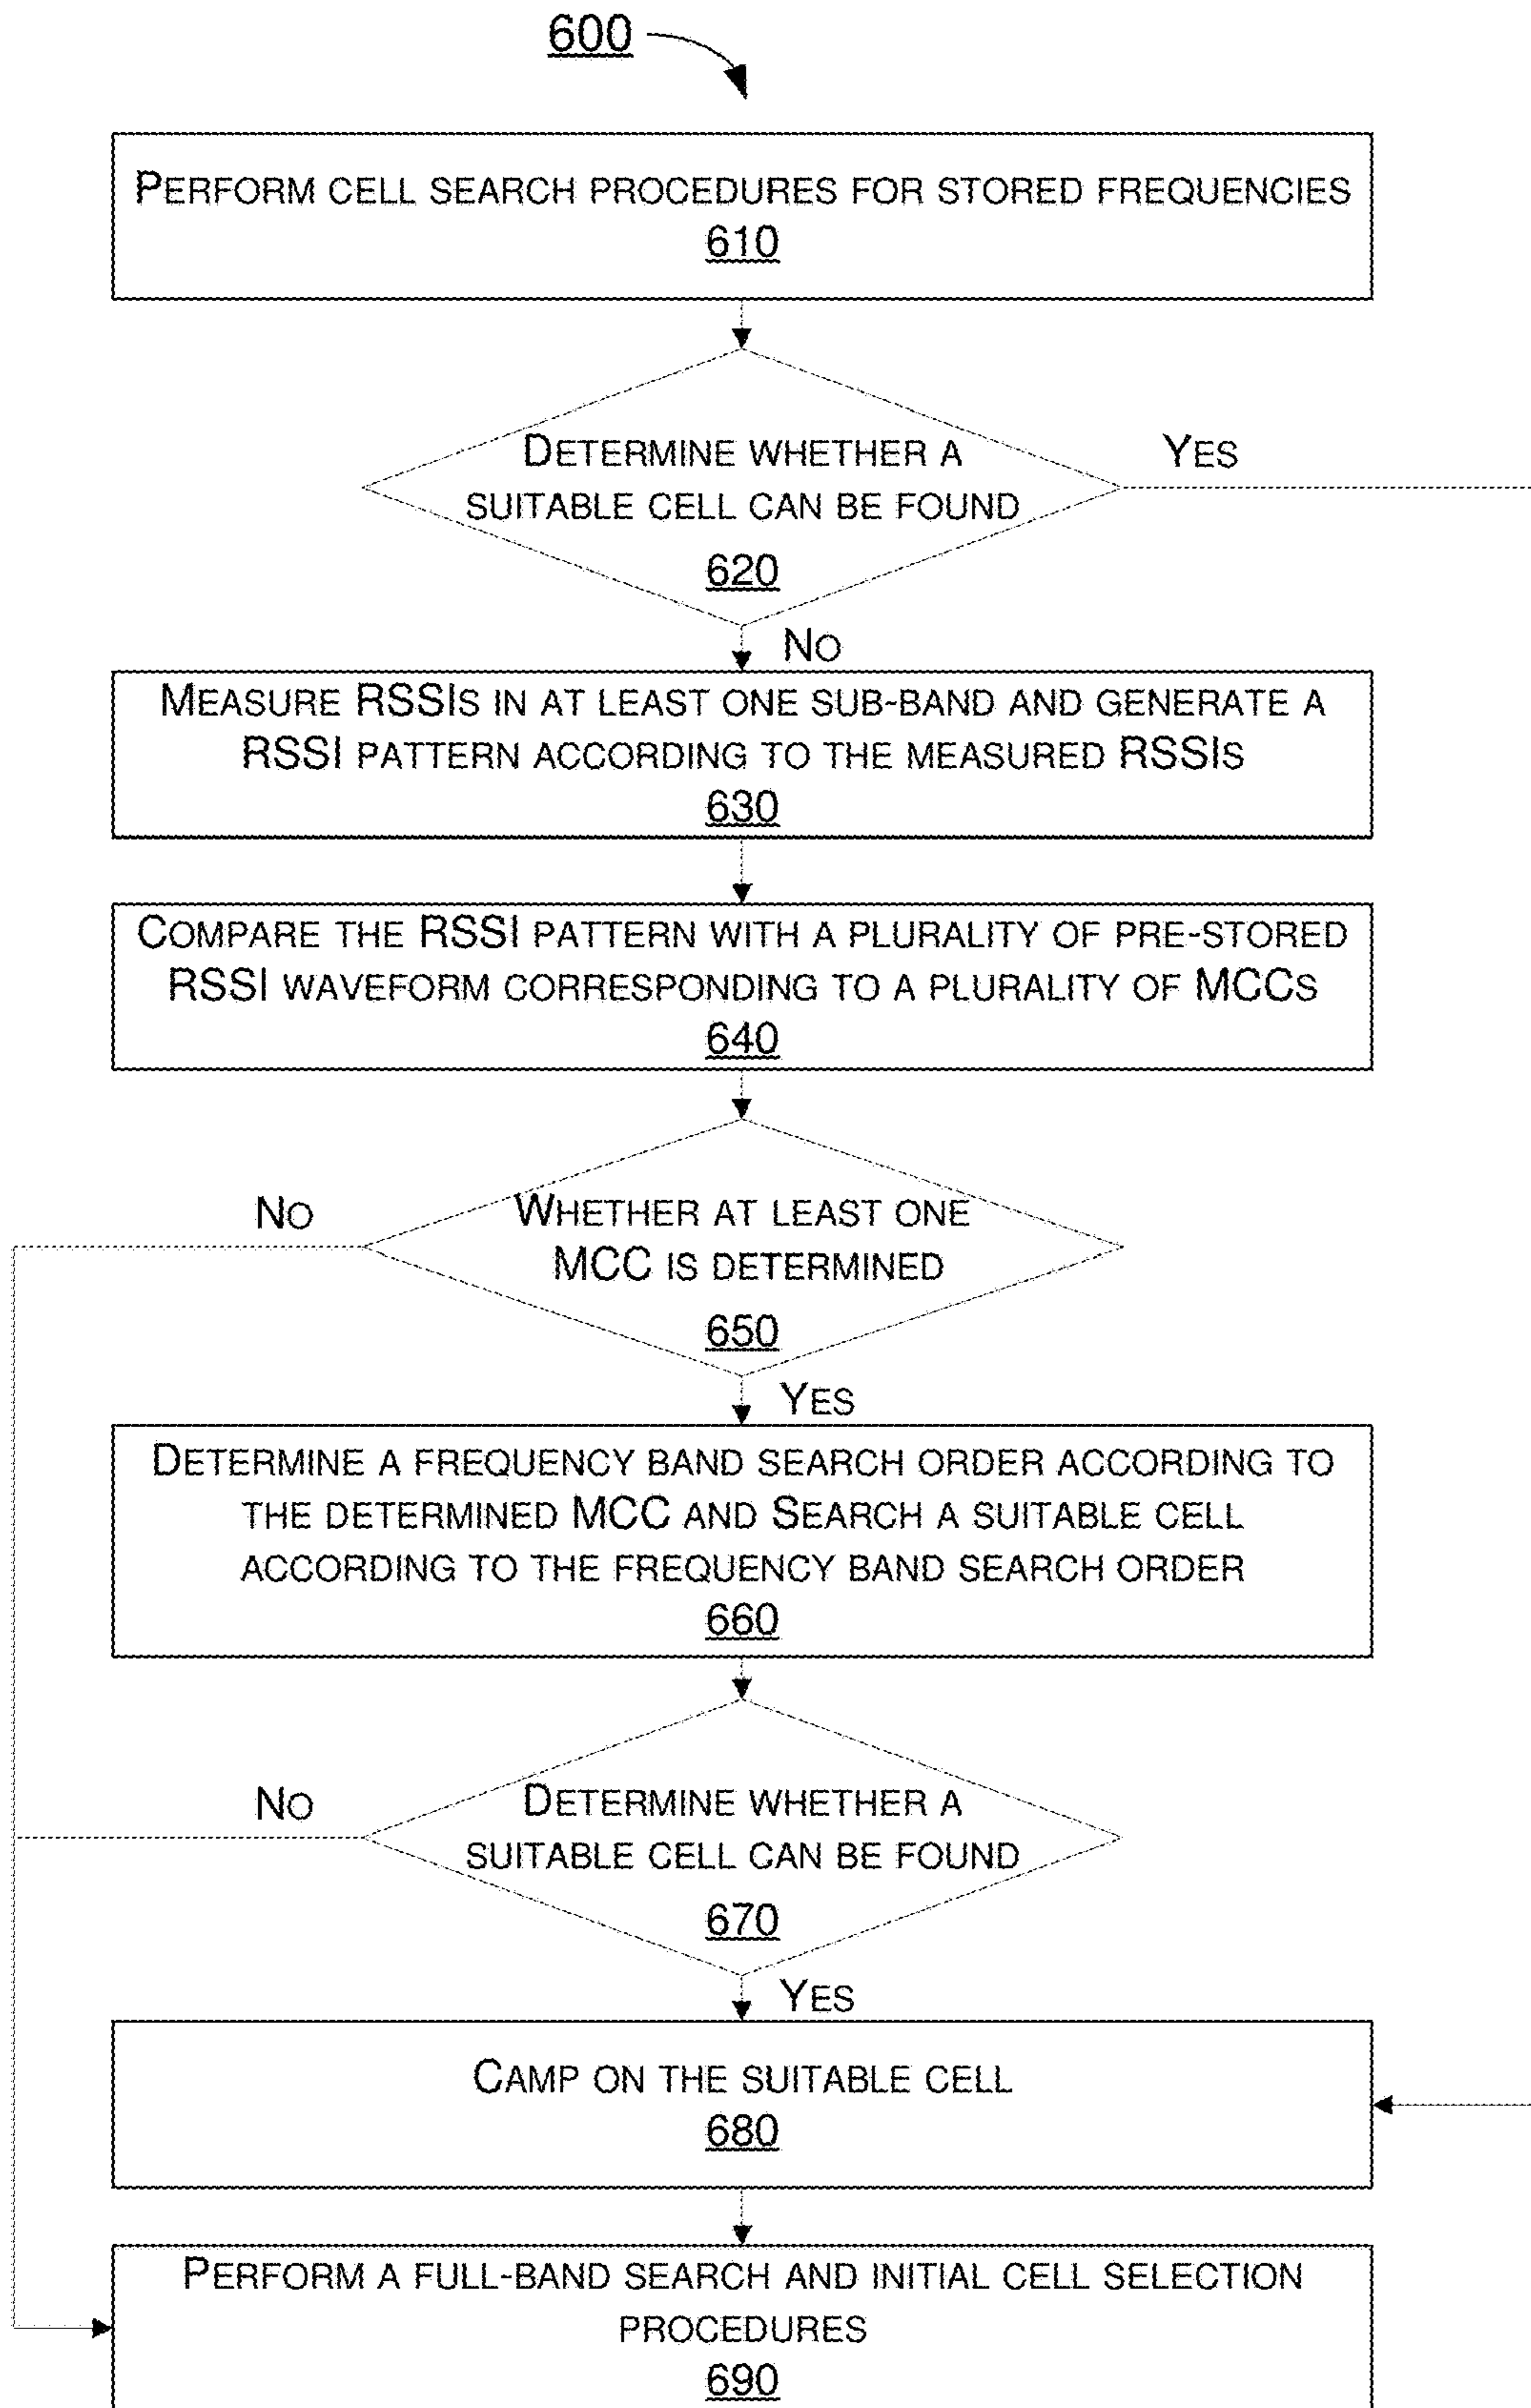 600
PERFORM CELL SEARCH PROCEDURES FOR STORED FREQUENCIES
610
DETERMINE WHETHER A
SUITABLE CELL CAN BE FOUND
620
YES
NO
MEASURE RSSIS IN AT LEAST ONE SUB-BAND AND GENERATE A
RSSI PATTERN ACCORDING TO THE MEASURED RSSIS
630
COMPARE THE RSSI PATTERN WITH A PLURALITY OF PRE-STORED
RSSI WAVEFORM CORRESPONDING TO A PLURALITY OF MCCS
640
NO
WHETHER AT LEAST ONE
MCC IS DETERMINED
650
YES
DETERMINE A FREQUENCY BAND SEARCH ORDER ACCORDING TO
THE DETERMINED MCC AND SEARCH A SUITABLE CELL
ACCORDING TO THE FREQUENCY BAND SEARCH ORDER
660
NO
DETERMINE WHETHER A
SUITABLE CELL CAN BE FOUND
670
YES
CAMP ON THE SUITABLE CELL
680
PERFORM A FULL-BAND SEARCH AND INITIAL CELL SELECTION
PROCEDURES
690